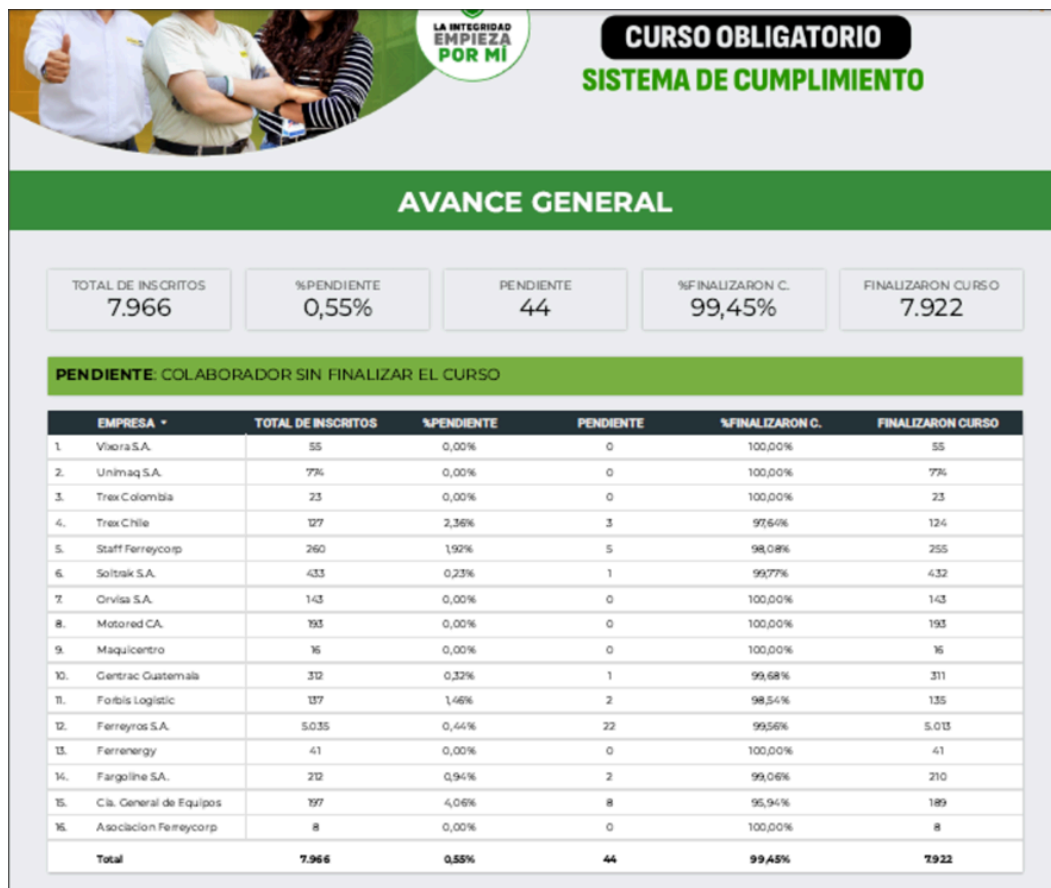 LA INTEGRIDAD
EMPIEZA
POR MÍ
CURSO OBLIGATORIO
SISTEMA DE CUMPLIMIENTO
AVANCE GENERAL
TOTAL DE INSCRITOS %PENDIENTE PENDIENTE %FINALIZARON C. FINALIZARON CURSO
7.966 0,55% 44 99,45% 7.922
PENDIENTE: COLABORADOR SIN FINALIZAR EL CURSO
EMPRESA TOTAL DE INSCRITOS %PENDIENTE PENDIENTE %FINALIZARON C. FINALIZARON CURSO
1. Vixora S.A. 55 0,00% 0 100,00% 55
2. Unimaq S.A. 774 0,00% 0 100,00% 774
3. Trex Colombia 23 0,00% 0 100,00% 23
4. Trex Chile 127 2,36% 3 97,64% 124
5. Staff Ferreycorp 260 1,92% 5 98,08% 255
6. Soltrak S.A. 433 0,23% 1 99,77% 432
7. Orvisa S.A. 143 0,00% 0 100,00% 143
8. Motored CA. 193 0,00% 0 100,00% 193
9. Maquicentro 16 0,00% 0 100,00% 16
10. Gentrac Guatemala 312 0,32% 1 99,68% 311
11. Forbis Logistic 137 1,46% 2 98,54% 135
12. Ferreyros S.A. 5.035 0,44% 22 99,56% 5.013
13. Ferrenergy 41 0,00% 0 100,00% 41
14. Fargoline S.A. 212 0,94% 2 99,06% 210
15. Cía. General de Equipos 197 4,06% 8 95,94% 189
16. Asociacion Ferreycorp 8 0,00% 0 100,00% 8
Total 7.966 0,55% 44 99,45% 7.922